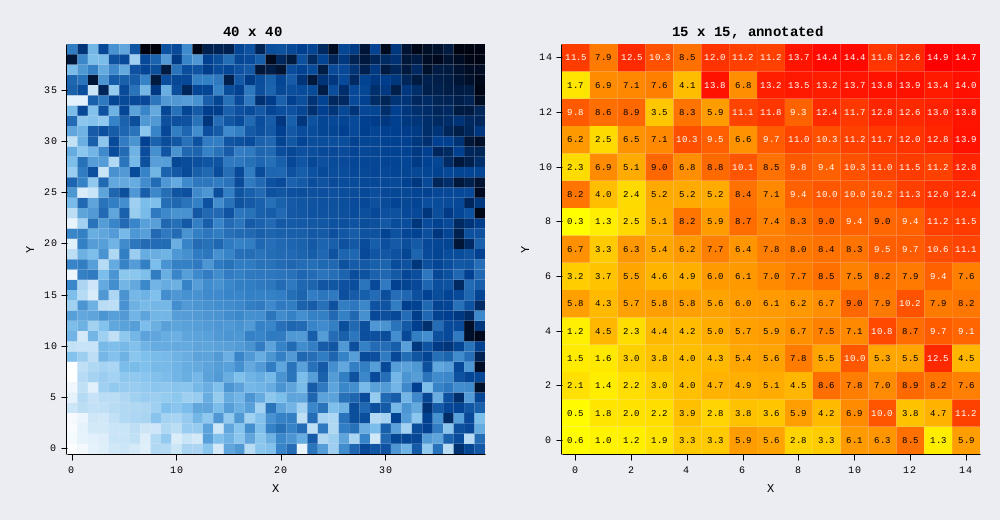 40 x 40
35
30
25
20
15
10
5
0
Y
0 10 20 30
X
15 x 15, annotated
14 11.5 7.9 12.5 10.3 8.5 12.0 11.2 11.2 13.7 14.4 14.4 11.8 12.6 14.9 14.7
1.7 6.9 7.1 7.6 4.1 13.8 6.8 13.2 13.5 13.2 13.7 13.8 13.9 13.4 14.0
12 9.8 8.6 8.9 3.5 8.3 5.9 11.1 11.8 9.3 12.4 11.7 12.8 12.6 13.0 13.8
6.2 2.5 6.5 7.1 10.3 9.5 6.6 9.7 11.0 10.3 11.2 11.7 12.0 12.8 13.9
10 2.3 6.9 5.1 9.0 6.8 8.8 10.1 8.5 9.8 9.4 10.3 11.0 11.5 11.2 12.8
8.2 4.0 2.4 5.2 5.2 5.2 8.4 7.1 9.4 10.0 10.0 10.2 11.3 12.0 12.4
8 0.3 1.3 2.5 5.1 8.2 5.9 8.7 7.4 8.3 9.0 9.4 9.0 9.4 11.2 11.5
Y
6.7 3.3 6.3 5.4 6.2 7.7 6.4 7.8 8.0 8.4 8.3 9.5 9.7 10.6 11.1
6 3.2 3.7 5.5 4.6 4.9 6.0 6.1 7.0 7.7 8.5 7.5 8.2 7.9 9.4 7.6
5.8 4.3 5.7 5.8 5.8 5.6 6.0 6.1 6.2 6.7 9.0 7.9 10.2 7.9 8.2
4 1.2 4.5 2.3 4.4 4.2 5.0 5.7 5.9 6.7 7.5 7.1 10.8 8.7 9.7 9.1
1.5 1.6 3.0 3.8 4.0 4.3 5.4 5.6 7.8 5.5 10.0 5.3 5.5 12.5 4.5
2 2.1 1.4 2.2 3.0 4.0 4.7 4.9 5.1 4.5 8.6 7.8 7.0 8.9 8.2 7.6
0.5 1.8 2.0 2.2 3.9 2.8 3.8 3.6 5.9 4.2 6.9 10.0 3.8 4.7 11.2
0 0.6 1.0 1.2 1.9 3.3 3.3 5.9 5.6 2.8 3.3 6.1 6.3 8.5 1.3 5.9
0 2 4 6 8 10 12 14
X